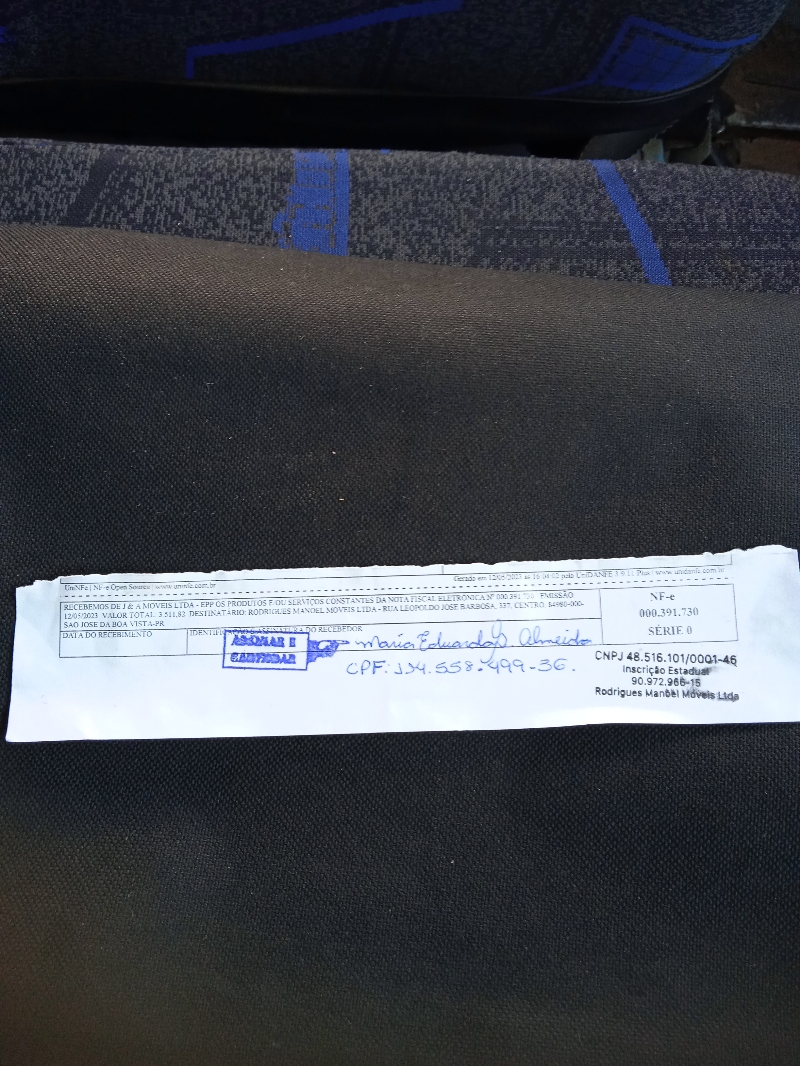 UniNFe | NF-e Open Source | www.uninfe.com.br
Gerado em 12/05/2023 às 16:04:02 pelo UniDANFE 3.9.11 Plus | www.unidanfe.com.br
RECEBEMOS DE J & A MOVEIS LTDA - EPP OS PRODUTOS E/OU SERVIÇOS CONSTANTES DA NOTA FISCAL ELETRÔNICA Nº 000.391.730 EMISSÃO
12/05/2023 VALOR TOTAL: 3.511,82 DESTINATÁRIO: RODRIGUES MANOEL MOVEIS LTDA - RUA LEOPOLDO JOSE BARBOSA, 337, CENTRO, 84980-000-
SAO JOSE DA BOA VISTA-PR
NF-e
000.391.730
SÉRIE 0
DATA DO RECEBIMENTO
IDENTIFICAÇÃO E ASSINATURA DO RECEBEDOR
ASSINAR E
CARIMBAR
Maria Eduarda Almeida
CPF: 134.558.499-36.
CNPJ 48.516.101/0001-46
Inscrição Estadual
90.972.966-15
Rodrigues Manoel Móveis Ltda